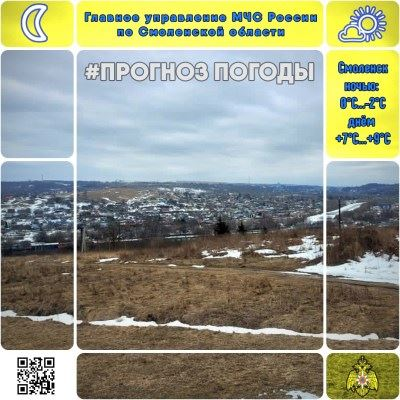 Главное управление МЧС России
по Смоленской области
#ПРОГНОЗ ПОГОДЫ
Смоленск
ночью:
0°С...-2°С
днём
+7°С...+9°С